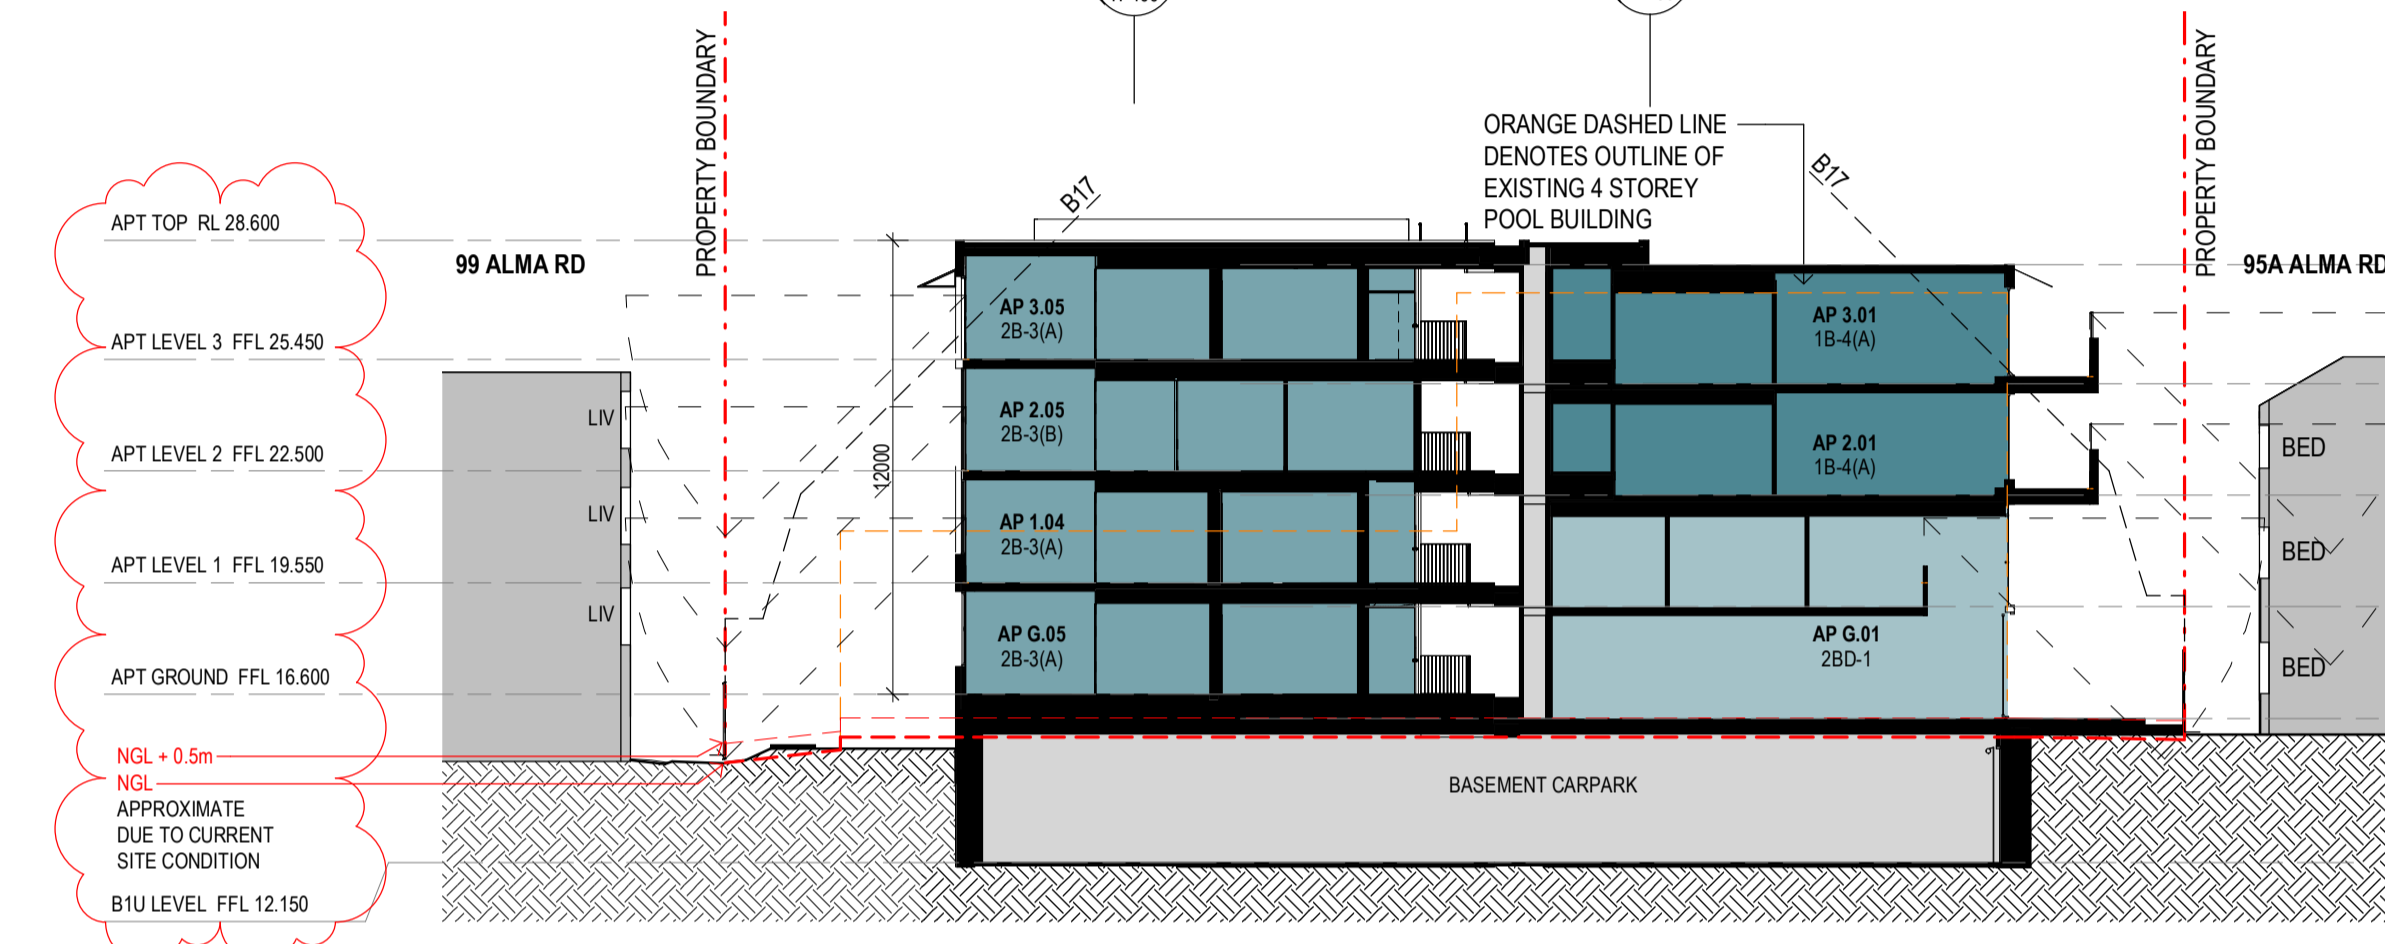 PROPERTY BOUNDARY
PROPERTY BOUNDARY
ORANGE DASHED LINE
DENOTES OUTLINE OF
EXISTING 4 STOREY
POOL BUILDING
B17
B17
APT TOP RL 28.600
99 ALMA RD
95A ALMA RD
APT LEVEL 3 FFL 25.450
APT LEVEL 2 FFL 22.500
APT LEVEL 1 FFL 19.550
APT GROUND FFL 16.600
NGL + 0.5m
NGL
APPROXIMATE
DUE TO CURRENT
SITE CONDITION
B1U LEVEL FFL 12.150
LIV
LIV
LIV
12000
AP 3.05
2B-3(A)
AP 2.05
2B-3(B)
AP 1.04
2B-3(A)
AP G.05
2B-3(A)
AP 3.01
1B-4(A)
AP 2.01
1B-4(A)
AP G.01
2BD-1
BED
BED
BED
BASEMENT CARPARK